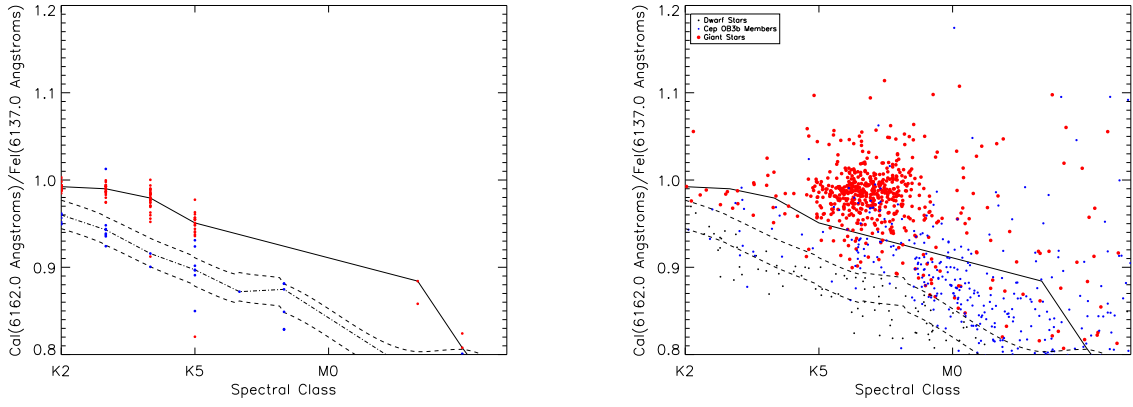 1.2
1.1
1.0
0.9
0.8
CaI(6162.0 Angstroms)/FeI(6137.0 Angstroms)
K2
K5
M0
Spectral Class
1.2
1.1
1.0
0.9
0.8
CaI(6162.0 Angstroms)/FeI(6137.0 Angstroms)
Dwarf Stars
Cep OB3b Members
Giant Stars
K2
K5
M0
Spectral Class